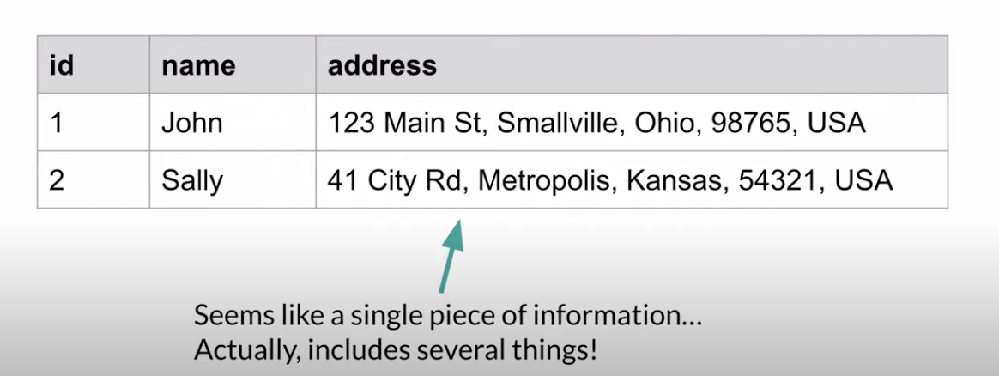 id name address
1 John 123 Main St, Smallville, Ohio, 98765, USA
2 Sally 41 City Rd, Metropolis, Kansas, 54321, USA
Seems like a single piece of information...
Actually, includes several things!